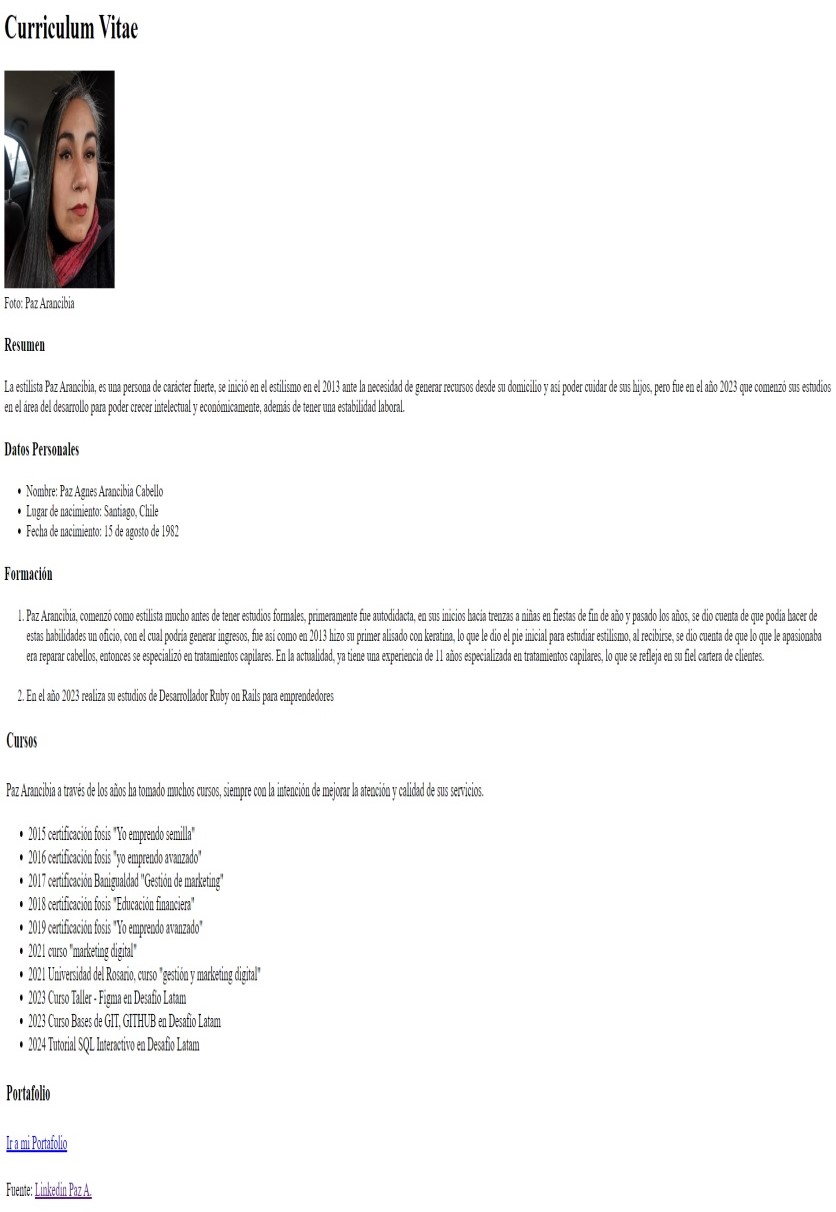 Curriculum Vitae
Foto: Paz Arancibia
Resumen
La estilista Paz Arancibia, es una persona de carácter fuerte, se inició en el estilismo en el 2013 ante la necesidad de generar recursos desde su domicilio y así poder cuidar de sus hijos, pero fue en el año 2023 que comenzó sus estudios
en el área del desarrollo para poder crecer intelectual y económicamente, además de tener una estabilidad laboral.
Datos Personales
• Nombre: Paz Agnes Arancibia Cabello
• Lugar de nacimiento: Santiago, Chile
• Fecha de nacimiento: 15 de agosto de 1982
Formación
1. Paz Arancibia, comenzó como estilista mucho antes de tener estudios formales, primeramente fue autodidacta, en sus inicios hacía trenzas a niñas en fiestas de fin de año y pasado los años, se dio cuenta de que podía hacer de
estas habilidades un oficio, con el cual podría generar ingresos, fue así como en 2013 hizo su primer alisado con keratina, lo que le dio el pie inicial para estudiar estilismo, al recibirse, se dio cuenta de que lo que le apasionaba
era reparar cabellos, entonces se especializó en tratamientos capilares. En la actualidad, ya tiene una experiencia de 11 años especializada en tratamientos capilares, lo que se refleja en su fiel cartera de clientes.
2. En el año 2023 realiza su estudios de Desarrollador Ruby on Rails para emprendedores
Cursos
Paz Arancibia a través de los años ha tomado muchos cursos, siempre con la intención de mejorar la atención y calidad de sus servicios.
• 2015 certificación fosis "Yo emprendo semilla"
• 2016 certificación fosis "yo emprendo avanzado"
• 2017 certificación Banigualdad "Gestión de marketing"
• 2018 certificación fosis "Educación financiera"
• 2019 certificación fosis "Yo emprendo avanzado"
• 2021 curso "marketing digital"
• 2021 Universidad del Rosario, curso "gestión y marketing digital"
• 2023 Curso Taller - Figma en Desafío Latam
• 2023 Curso Bases de GIT, GITHUB en Desafío Latam
• 2024 Tutorial SQL Interactivo en Desafío Latam
Portafolio
Ir a mi Portafolio
Fuente: Linkedin Paz A.